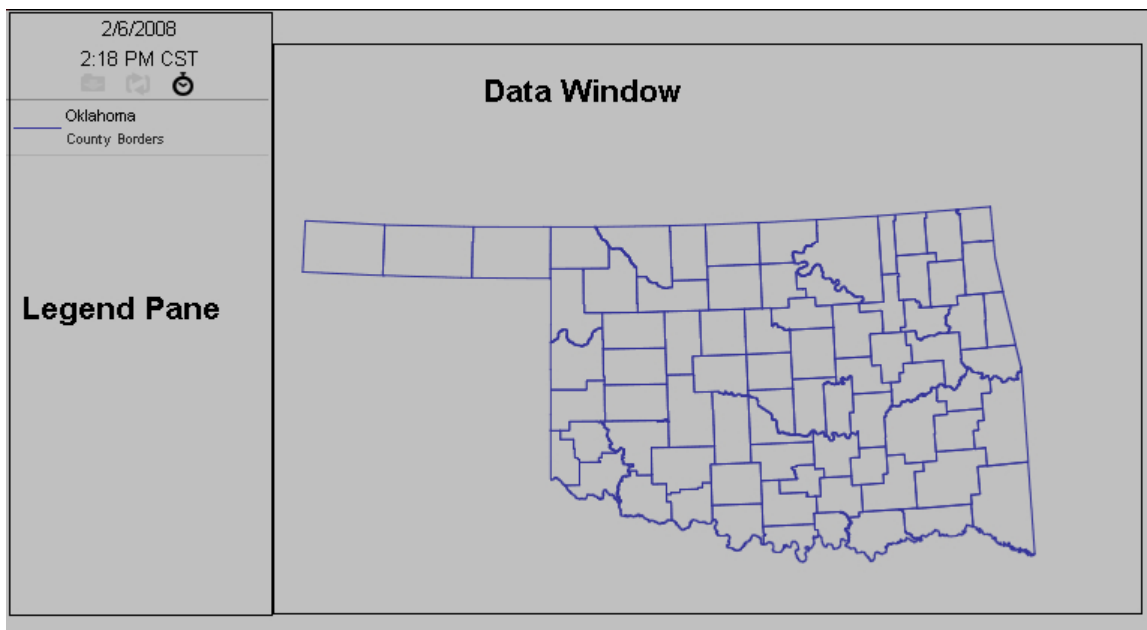 2/6/2008
2:18 PM CST
Oklahoma
County Borders
Legend Pane
Data Window